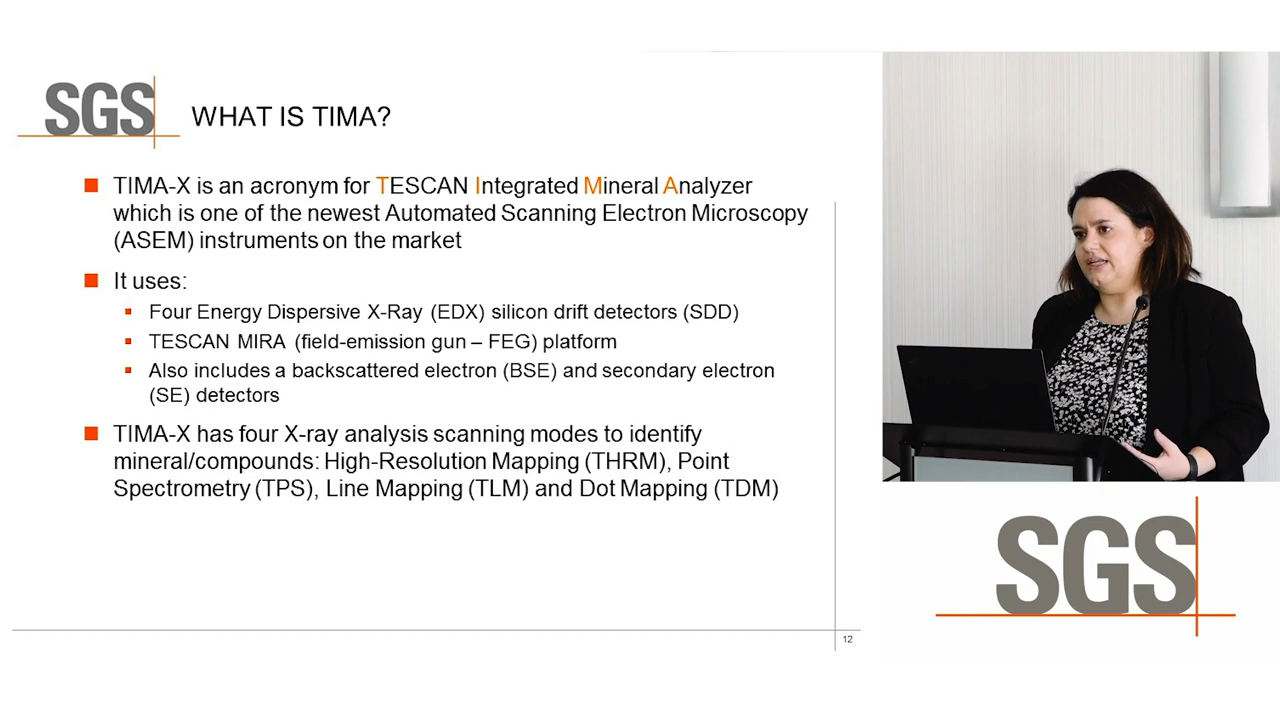 SGS
WHAT IS TIMA?
TIMA-X is an acronym for TESCAN Integrated Mineral Analyzer
which is one of the newest Automated Scanning Electron Microscopy
(ASEM) instruments on the market
It uses:
Four Energy Dispersive X-Ray (EDX) silicon drift detectors (SDD)
TESCAN MIRA (field-emission gun – FEG) platform
Also includes a backscattered electron (BSE) and secondary electron
(SE) detectors
TIMA-X has four X-ray analysis scanning modes to identify
mineral/compounds: High-Resolution Mapping (THRM), Point
Spectrometry (TPS), Line Mapping (TLM) and Dot Mapping (TDM)
12
SGS